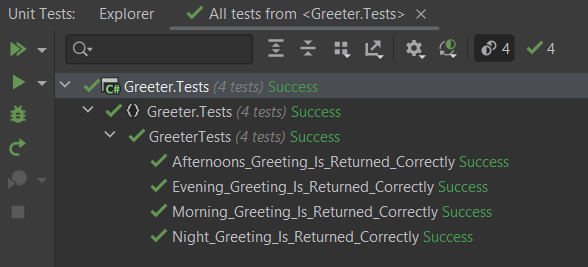 Unit Tests: Explorer All tests from <Greeter.Tests>
4 4
C# Greeter.Tests (4 tests) Success
Greeter.Tests (4 tests) Success
GreeterTests (4 tests) Success
Afternoons_Greeting_Is_Returned_Correctly Success
Evening_Greeting_Is_Returned_Correctly Success
Morning_Greeting_Is_Returned_Correctly Success
Night_Greeting_Is_Returned_Correctly Success